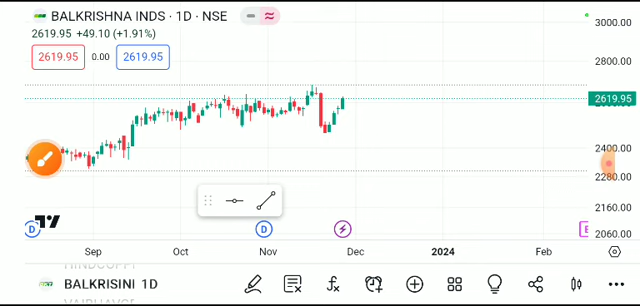 BALKRISHNA INDS · 1D · NSE
2619.95 +49.10 (+1.91%)
2619.95 0.00 2619.95
3000.00
2800.00
2619.95
2400.00
2280.00
2160.00
2060.00
D D E
Sep Oct Nov Dec 2024 Feb
BALKRISINI 1D